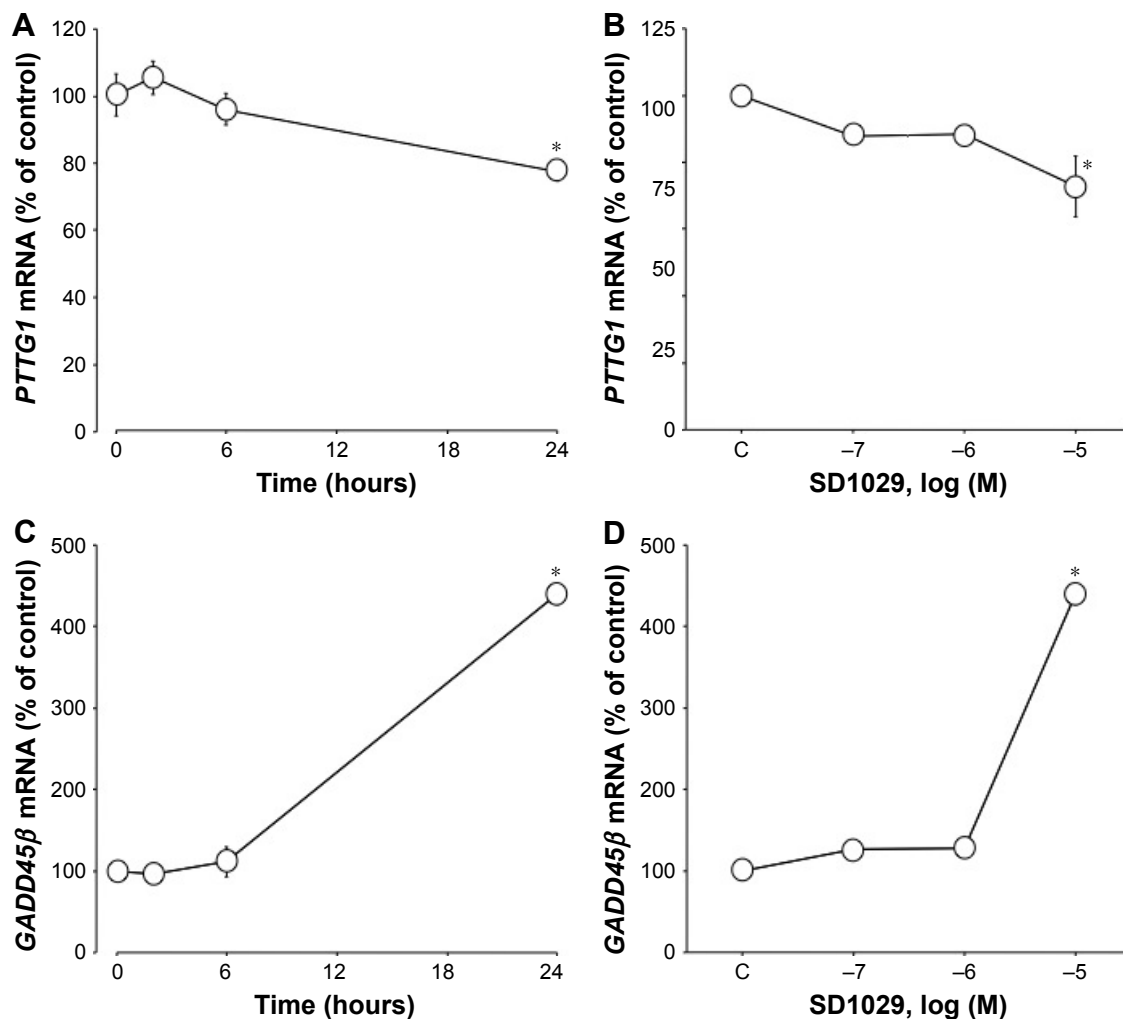 A
PTTG1 mRNA (% of control)
120
100
80
60
40
20
0
*
0 6 12 18 24
Time (hours)
B
PTTG1 mRNA (% of control)
125
100
75
50
25
0
*
C –7 –6 –5
SD1029, log (M)
C
GADD45β mRNA (% of control)
500
400
300
200
100
0
*
0 6 12 18 24
Time (hours)
D
GADD45β mRNA (% of control)
500
400
300
200
100
0
*
C –7 –6 –5
SD1029, log (M)